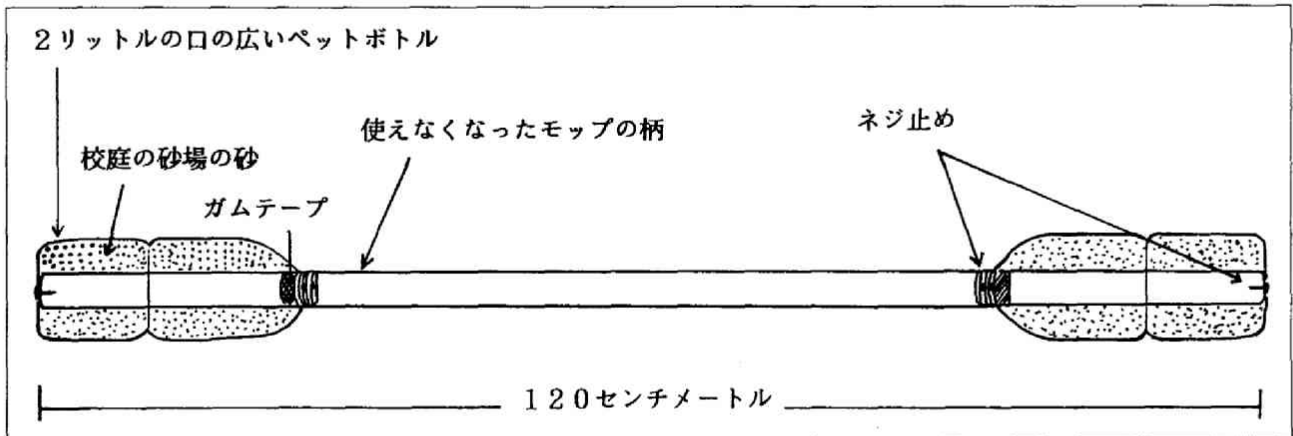 ２リットルの口の広いペットボトル
使えなくなったモップの柄
ネジ止め
校庭の砂場の砂
ガムテープ
１２０センチメートル